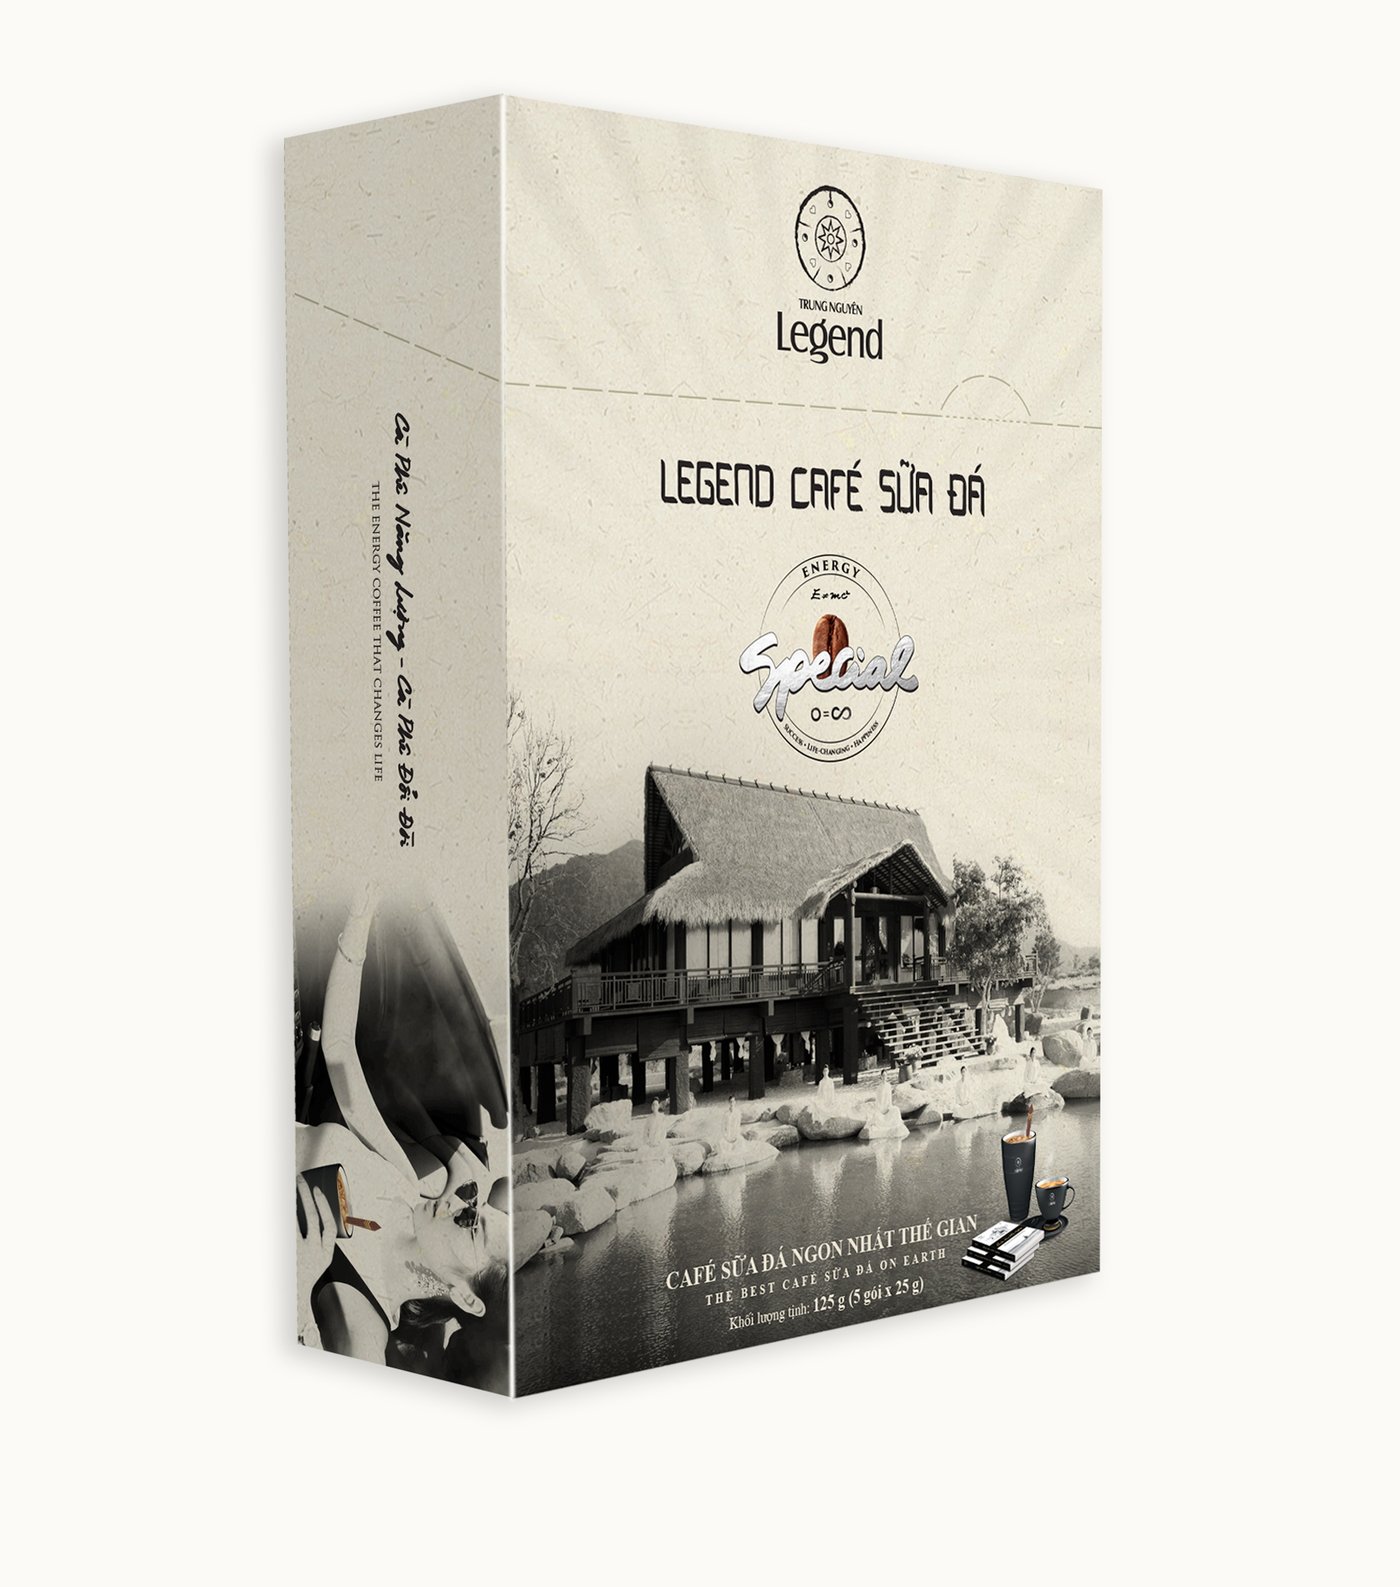 TRUNG NGUYÊN
Legend
LEGEND CAFÉ SỮA ĐÁ
ENERGY
E=mc²
Special
O=∞
SUCCESS • LIFE-CHANGING • HAPPINESS
CAFÉ SỮA ĐÁ NGON NHẤT THẾ GIAN
THE BEST CAFÉ SỮA ĐÁ ON EARTH
Khối lượng tịnh: 125 g (5 gói x 25 g)
Cà Phê Năng Lượng - Cà Phê Đổi Đời
THE ENERGY COFFEE THAT CHANGES LIFE